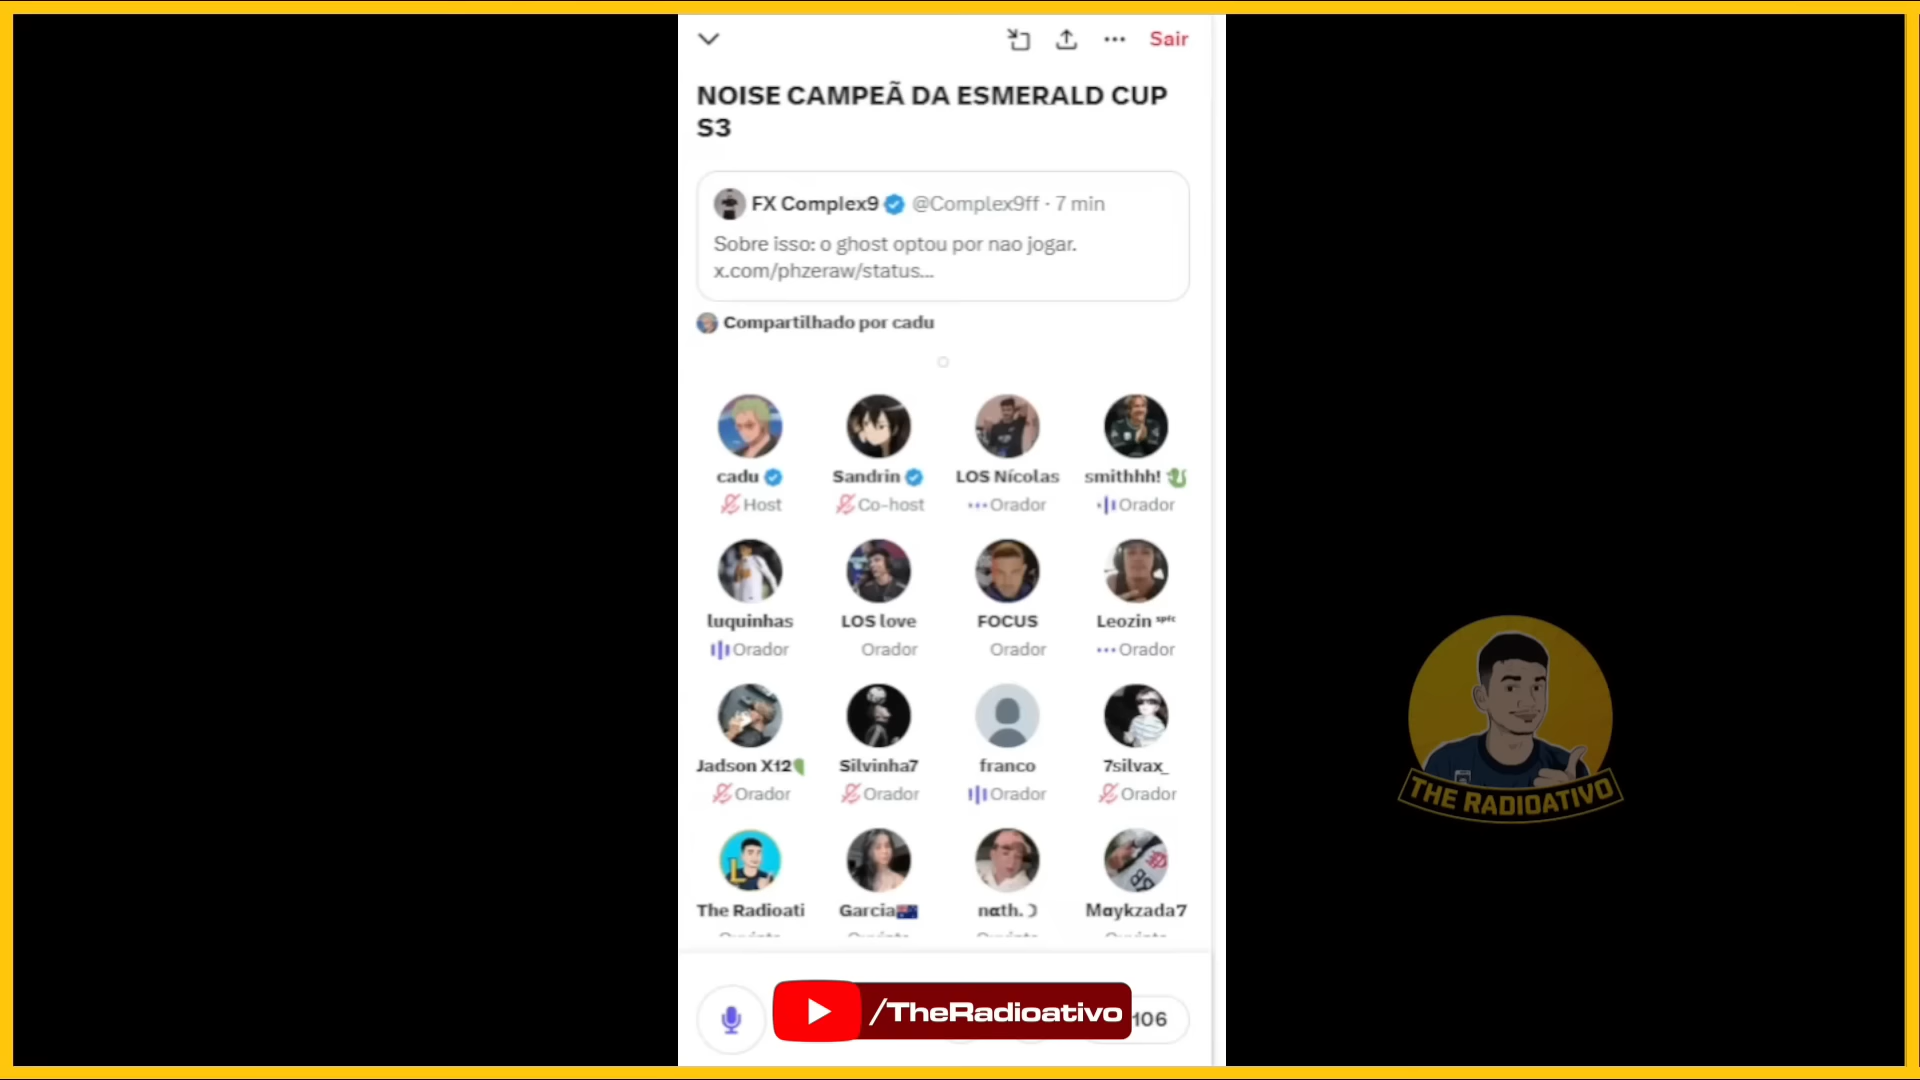 Sair
NOISE CAMPEÃ DA ESMERALD CUP
S3
FX Complex9 @Complex9ff · 7 min
Sobre isso: o ghost optou por nao jogar.
x.com/phzeraw/status...
Compartilhado por cadu
cadu
Host
Sandrin
Co-host
LOS Nícolas
Orador
smithhh!
Orador
luquinhas
Orador
LOS love
Orador
FOCUS
Orador
Leozin ˢᵖᶠᶜ
Orador
Jadson X12
Orador
Silvinha7
Orador
franco
Orador
7silvax_
Orador
The Radioati
Garcia🇦🇺
nαth.☽
Mαykzada7
/TheRadioativo
106
THE RADIOATIVO